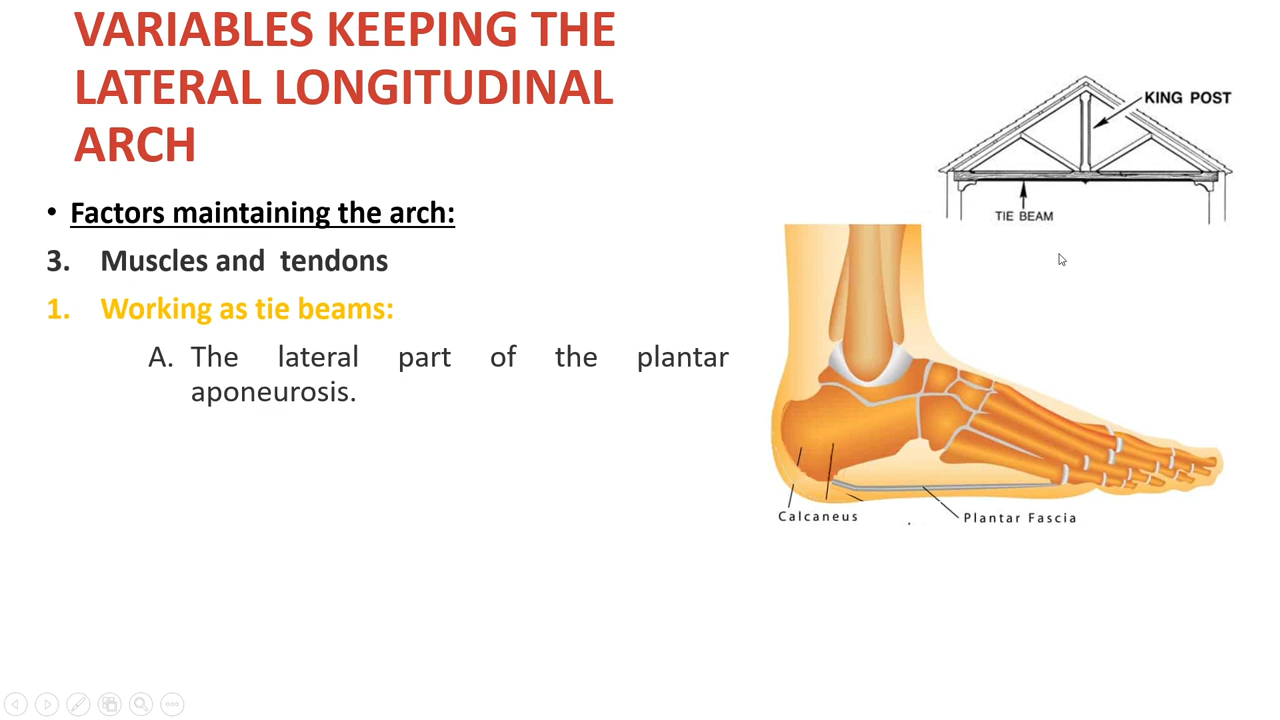 VARIABLES KEEPING THE
LATERAL LONGITUDINAL
ARCH
• Factors maintaining the arch:
3. Muscles and tendons
1. Working as tie beams:
A. The lateral part of the plantar
aponeurosis.
KING POST
TIE BEAM
Calcaneus
Plantar Fascia